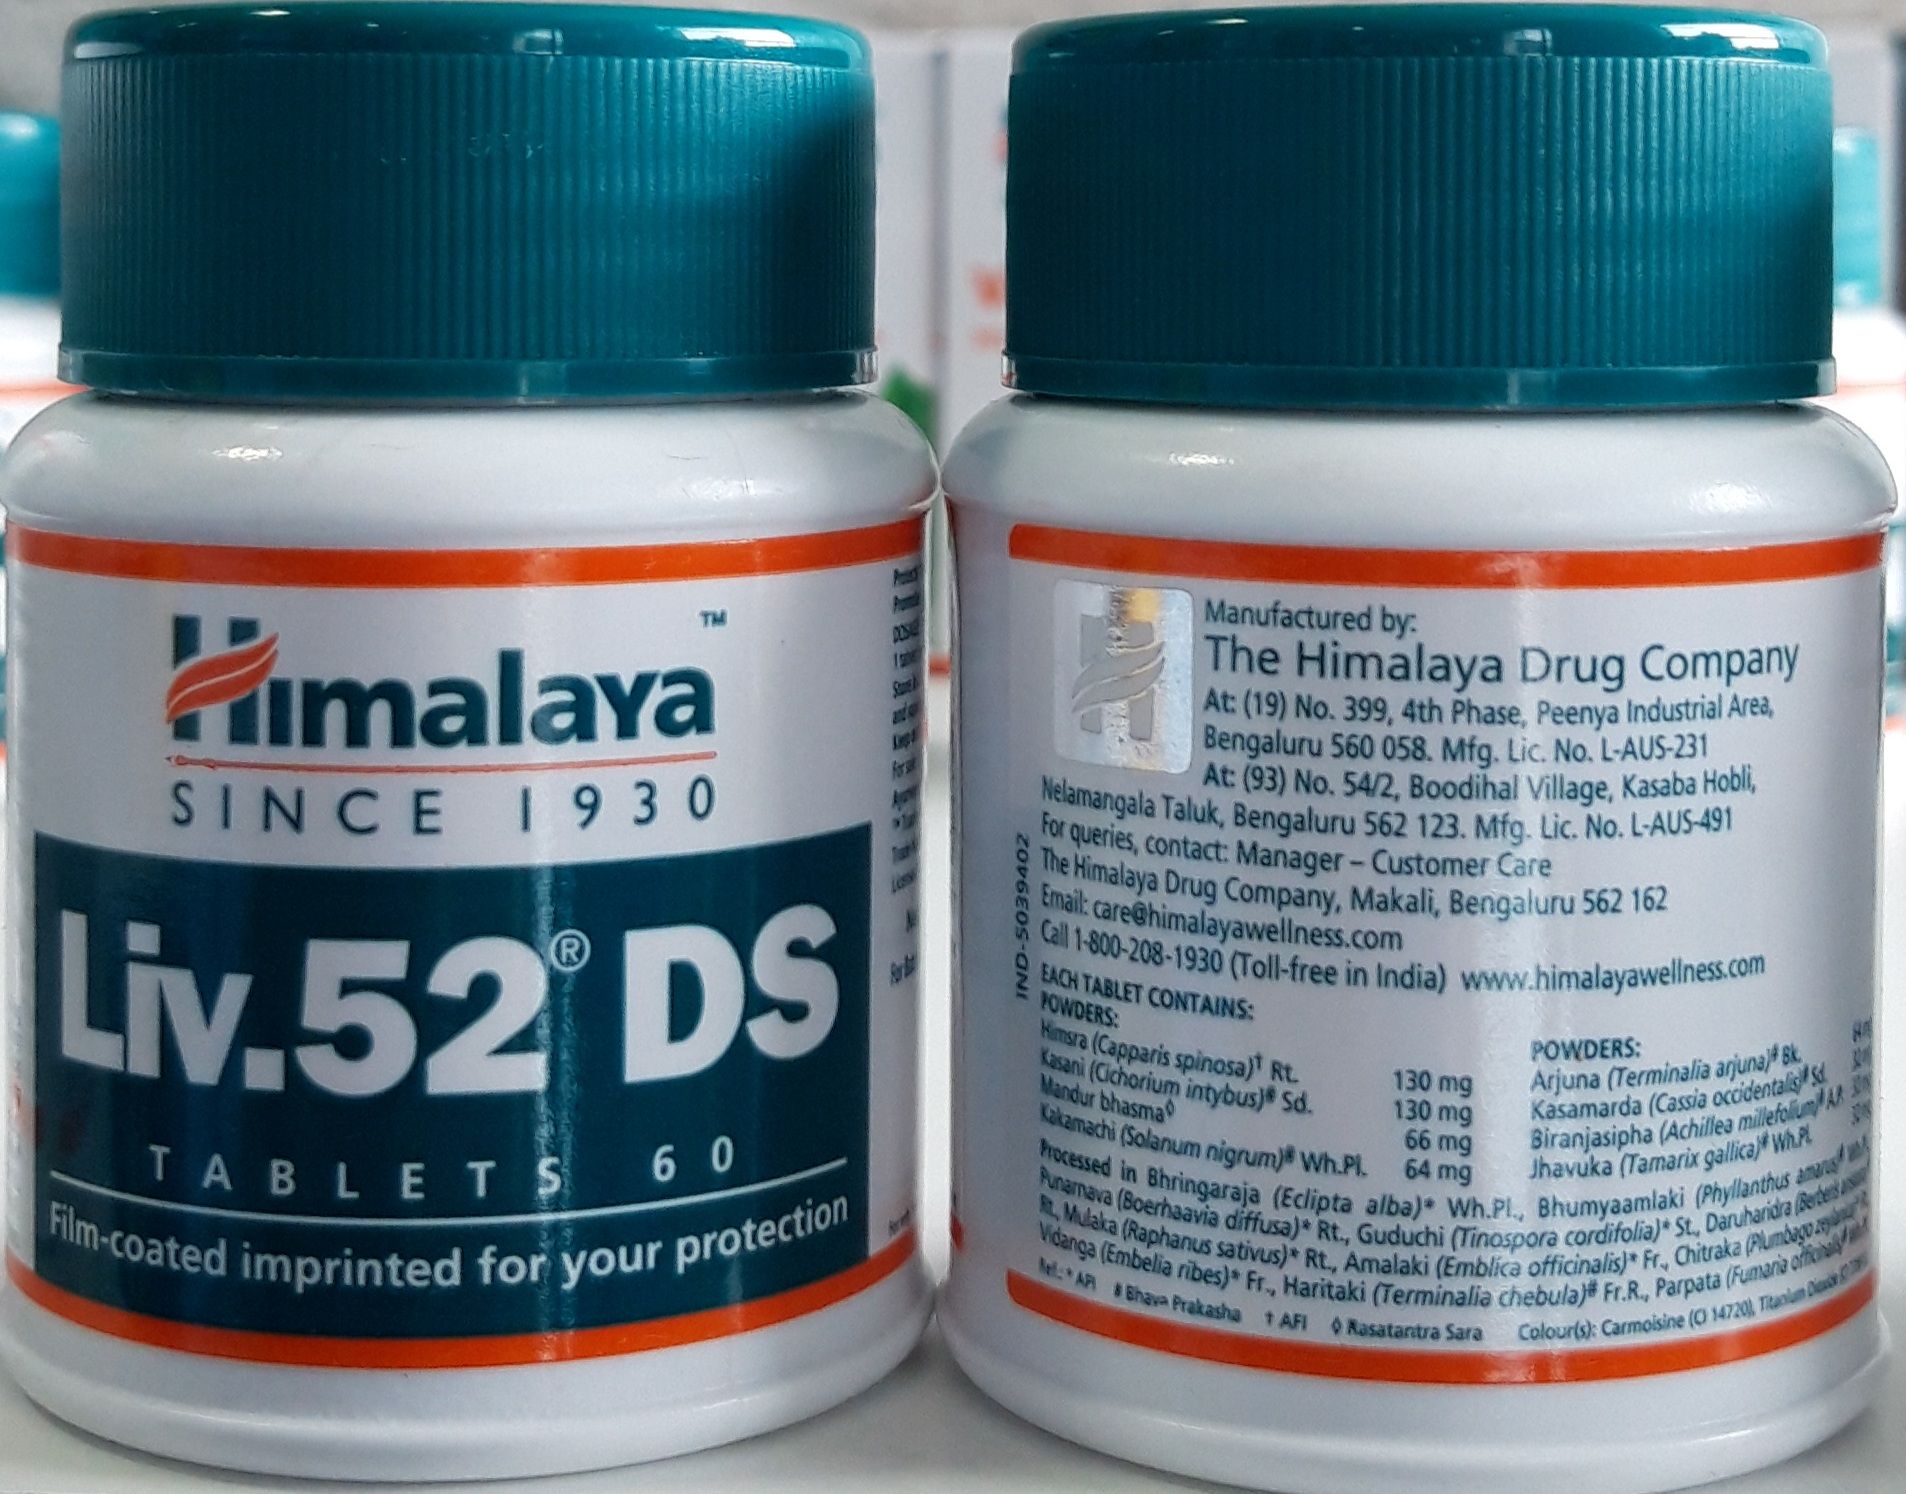 Himalaya™
SINCE 1930
Liv.52® DS
TABLETS 60
Film-coated imprinted for your protection
Manufactured by:
The Himalaya Drug Company
At: (19) No. 399, 4th Phase, Peenya Industrial Area,
Bengaluru 560 058. Mfg. Lic. No. L-AUS-231
At: (93) No. 54/2, Boodihal Village, Kasaba Hobli,
Nelamangala Taluk, Bengaluru 562 123. Mfg. Lic. No. L-AUS-491
For queries, contact: Manager – Customer Care
The Himalaya Drug Company, Makali, Bengaluru 562 162
Email: care@himalayawellness.com
Call 1-800-208-1930 (Toll-free in India) www.himalayawellness.com
IND-5039402
EACH TABLET CONTAINS:
POWDERS:
Himsra (Capparis spinosa)† Rt. 130 mg
Kasani (Cichorium intybus)# Sd. 130 mg
Mandur bhasma◊ 66 mg
Kakamachi (Solanum nigrum)# Wh.Pl. 64 mg
POWDERS:
Arjuna (Terminalia arjuna)# Bk.
Kasamarda (Cassia occidentalis)# Sd.
Biranjasipha (Achillea millefolium)# A.P.
Jhavuka (Tamarix gallica)# Wh.Pl.
Processed in Bhringaraja (Eclipta alba)* Wh.Pl., Bhumyaamlaki (Phyllanthus amarus)#
Punarnava (Boerhaavia diffusa)* Rt., Guduchi (Tinospora cordifolia)* St., Daruharidra (Berberis
Rt., Mulaka (Raphanus sativus)* Rt., Amalaki (Emblica officinalis)* Fr., Chitraka (Plumbago zeylanica)
Vidanga (Embelia ribes)* Fr., Haritaki (Terminalia chebula)# Fr.R., Parpata (Fumaria officinalis)#
Ref.: * API # Bhava Prakasha † AFI ◊ Rasatantra Sara Colour(s): Carmoisine (CI 14720), Titanium Dioxide